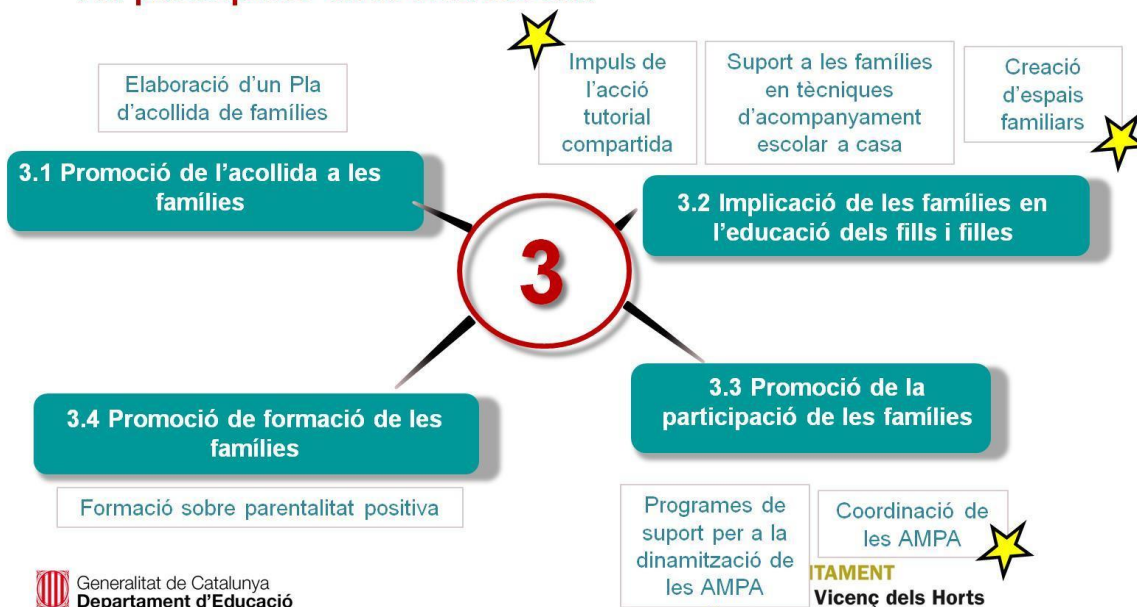 Elaboració d'un Pla
d'acollida de famílies
Impuls de
l'acció
tutorial
compartida
Suport a les famílies
en tècniques
d'acompanyament
escolar a casa
Creació
d'espais
familiars
3.1 Promoció de l'acollida a les
famílies
3.2 Implicació de les famílies en
l'educació dels fills i filles
3
3.4 Promoció de formació de les
famílies
3.3 Promoció de la
participació de les famílies
Formació sobre parentalitat positiva
Programes de
suport per a la
dinamització de
les AMPA
Coordinació de
les AMPA
Generalitat de Catalunya
Departament d'Educació
ITAMENT
Vicenç dels Horts